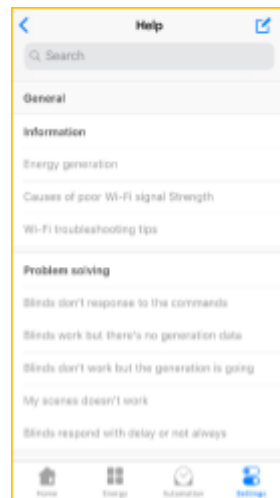 Help
Search
General
Information
Energy generation
Causes of poor Wi-Fi signal Strength
Wi-Fi troubleshooting tips
Problem solving
Blinds don't response to the commands
Blinds work but there's no generation data
Blinds don't work but the generation is going
My scenes doesn't work
Blinds respond with delay or not always
Home Energy Automation Settings